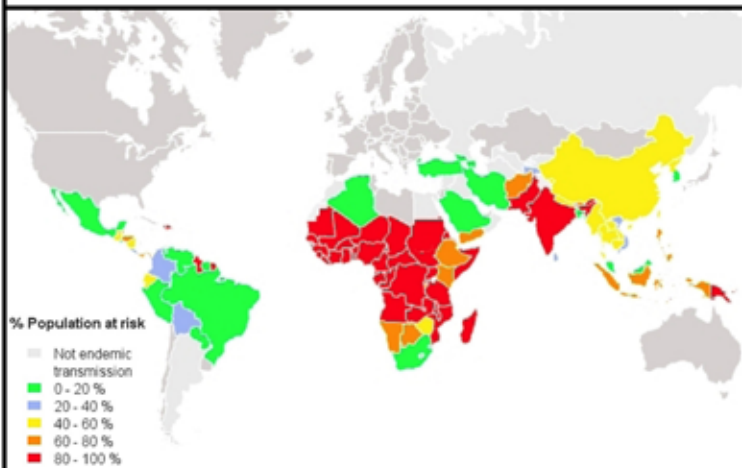 % Population at risk
Not endemic
transmission
0 - 20 %
20 - 40 %
40 - 60 %
60 - 80 %
80 - 100 %